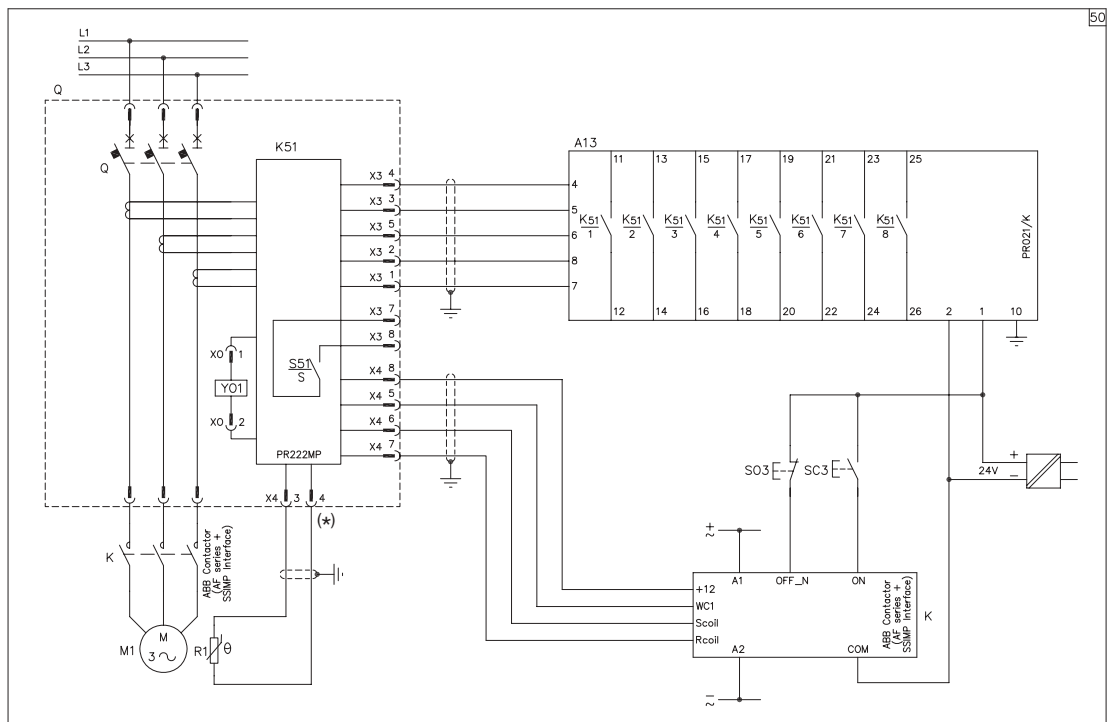 50
L1
L2
L3
Q
Q
K51
X3 4
X3 3
X3 5
X3 2
X3 1
X3 7
X3 8
X4 8
X4 5
X4 6
X4 7
S51
S
X0 1
YO1
X0 2
PR222MP
X4 3 4
(*)
A13
11 13 15 17 19 21 23 25
4
5
6
8
7
K51
1
K51
2
K51
3
K51
4
K51
5
K51
6
K51
7
K51
8
PR021/K
12 14 16 18 20 22 24 26 2 1 10
SO3
SC3
24V
+
−
K
ABB Contactor
(AF series +
SSIMP Interface)
M1
M
3 ~
R1
θ
+
~
−
~
A1 OFF_N ON
+12
WC1
Scoil
Rcoil
A2 COM
ABB Contactor
(AF series +
SSIMP Interface)
K